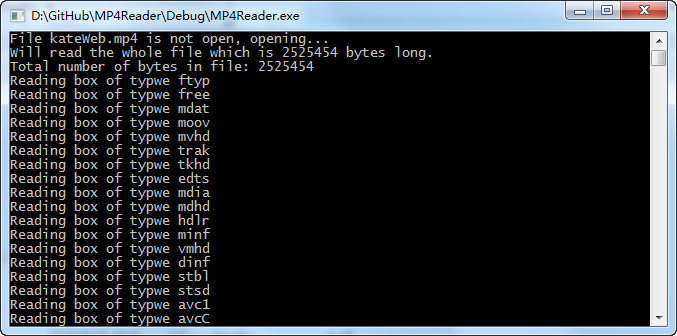 D:\GitHub\MP4Reader\Debug\MP4Reader.exe
File kateWeb.mp4 is not open, opening...
Will read the whole file which is 2525454 bytes long.
Total number of bytes in file: 2525454
Reading box of typwe ftyp
Reading box of typwe free
Reading box of typwe mdat
Reading box of typwe moov
Reading box of typwe mvhd
Reading box of typwe trak
Reading box of typwe tkhd
Reading box of typwe edts
Reading box of typwe mdia
Reading box of typwe mdhd
Reading box of typwe hdlr
Reading box of typwe minf
Reading box of typwe vmhd
Reading box of typwe dinf
Reading box of typwe stbl
Reading box of typwe stsd
Reading box of typwe avc1
Reading box of typwe avcC